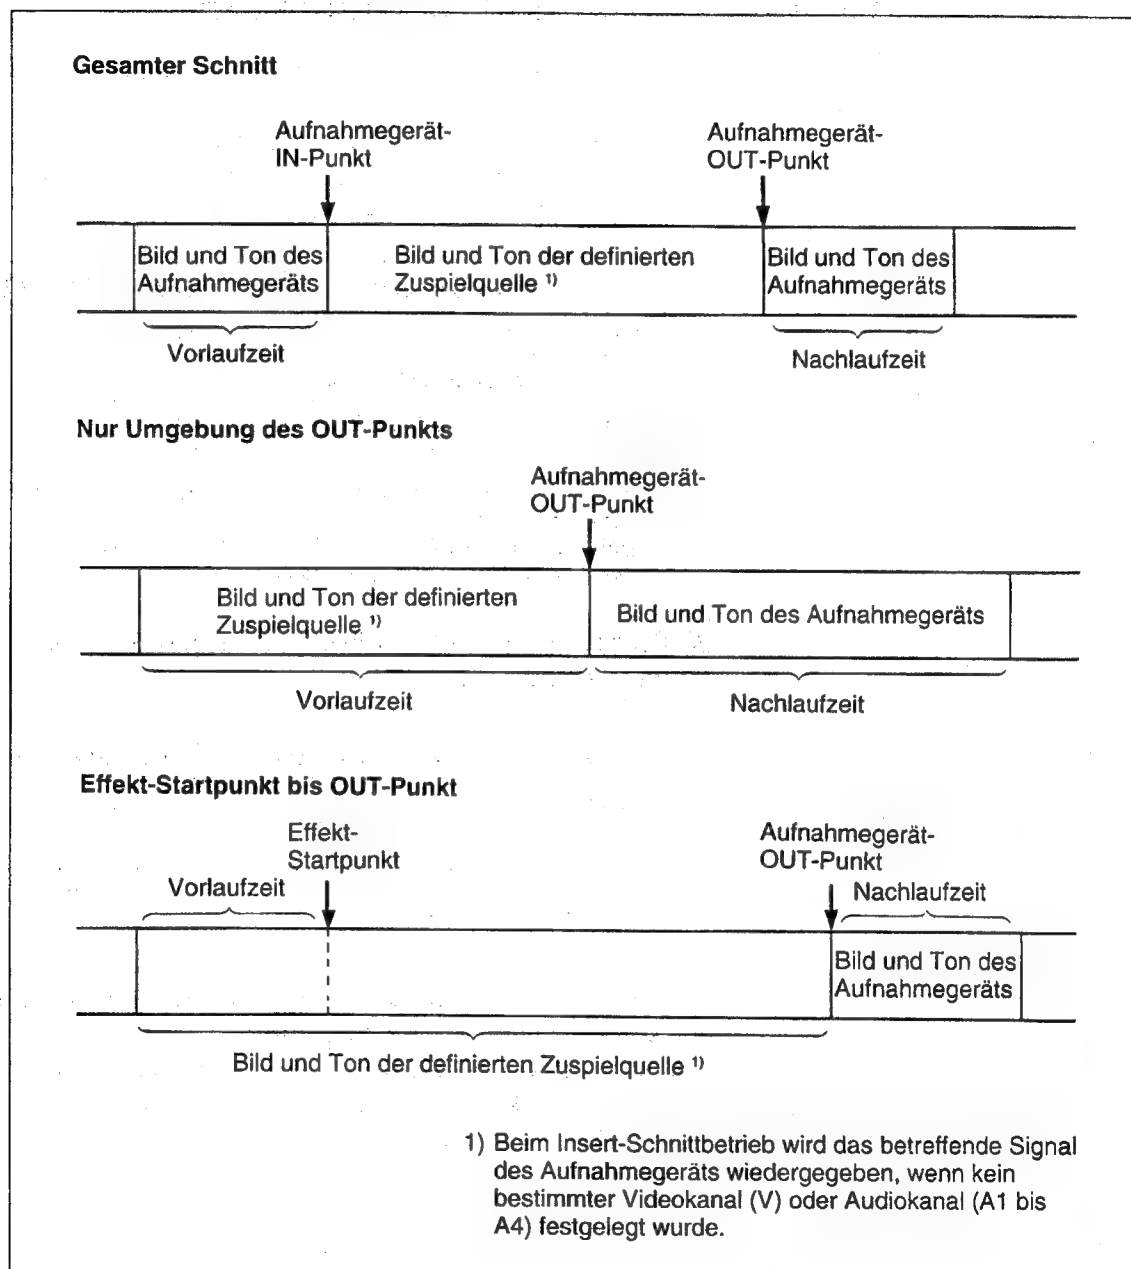 Gesamter Schnitt
Aufnahmegerät-
IN-Punkt
Aufnahmegerät-
OUT-Punkt
Bild und Ton des
Aufnahmegeräts
Bild und Ton der definierten
Zuspielquelle 1)
Bild und Ton des
Aufnahmegeräts
Vorlaufzeit
Nachlaufzeit
Nur Umgebung des OUT-Punkts
Aufnahmegerät-
OUT-Punkt
Bild und Ton der definierten
Zuspielquelle 1)
Bild und Ton des Aufnahmegeräts
Vorlaufzeit
Nachlaufzeit
Effekt-Startpunkt bis OUT-Punkt
Effekt-
Startpunkt
Aufnahmegerät-
OUT-Punkt
Vorlaufzeit
Nachlaufzeit
Bild und Ton des
Aufnahmegeräts
Bild und Ton der definierten Zuspielquelle 1)
1) Beim Insert-Schnittbetrieb wird das betreffende Signal
des Aufnahmegeräts wiedergegeben, wenn kein
bestimmter Videokanal (V) oder Audiokanal (A1 bis
A4) festgelegt wurde.